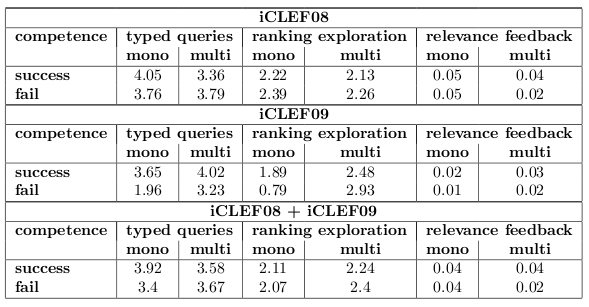 iCLEF08
competence typed queries ranking exploration relevance feedback
mono multi mono multi mono multi
success 4.05 3.36 2.22 2.13 0.05 0.04
fail 3.76 3.79 2.39 2.26 0.05 0.02
iCLEF09
competence typed queries ranking exploration relevance feedback
mono multi mono multi mono multi
success 3.65 4.02 1.89 2.48 0.02 0.03
fail 1.96 3.23 0.79 2.93 0.01 0.02
iCLEF08 + iCLEF09
competence typed queries ranking exploration relevance feedback
mono multi mono multi mono multi
success 3.92 3.58 2.11 2.24 0.04 0.04
fail 3.4 3.67 2.07 2.4 0.04 0.02